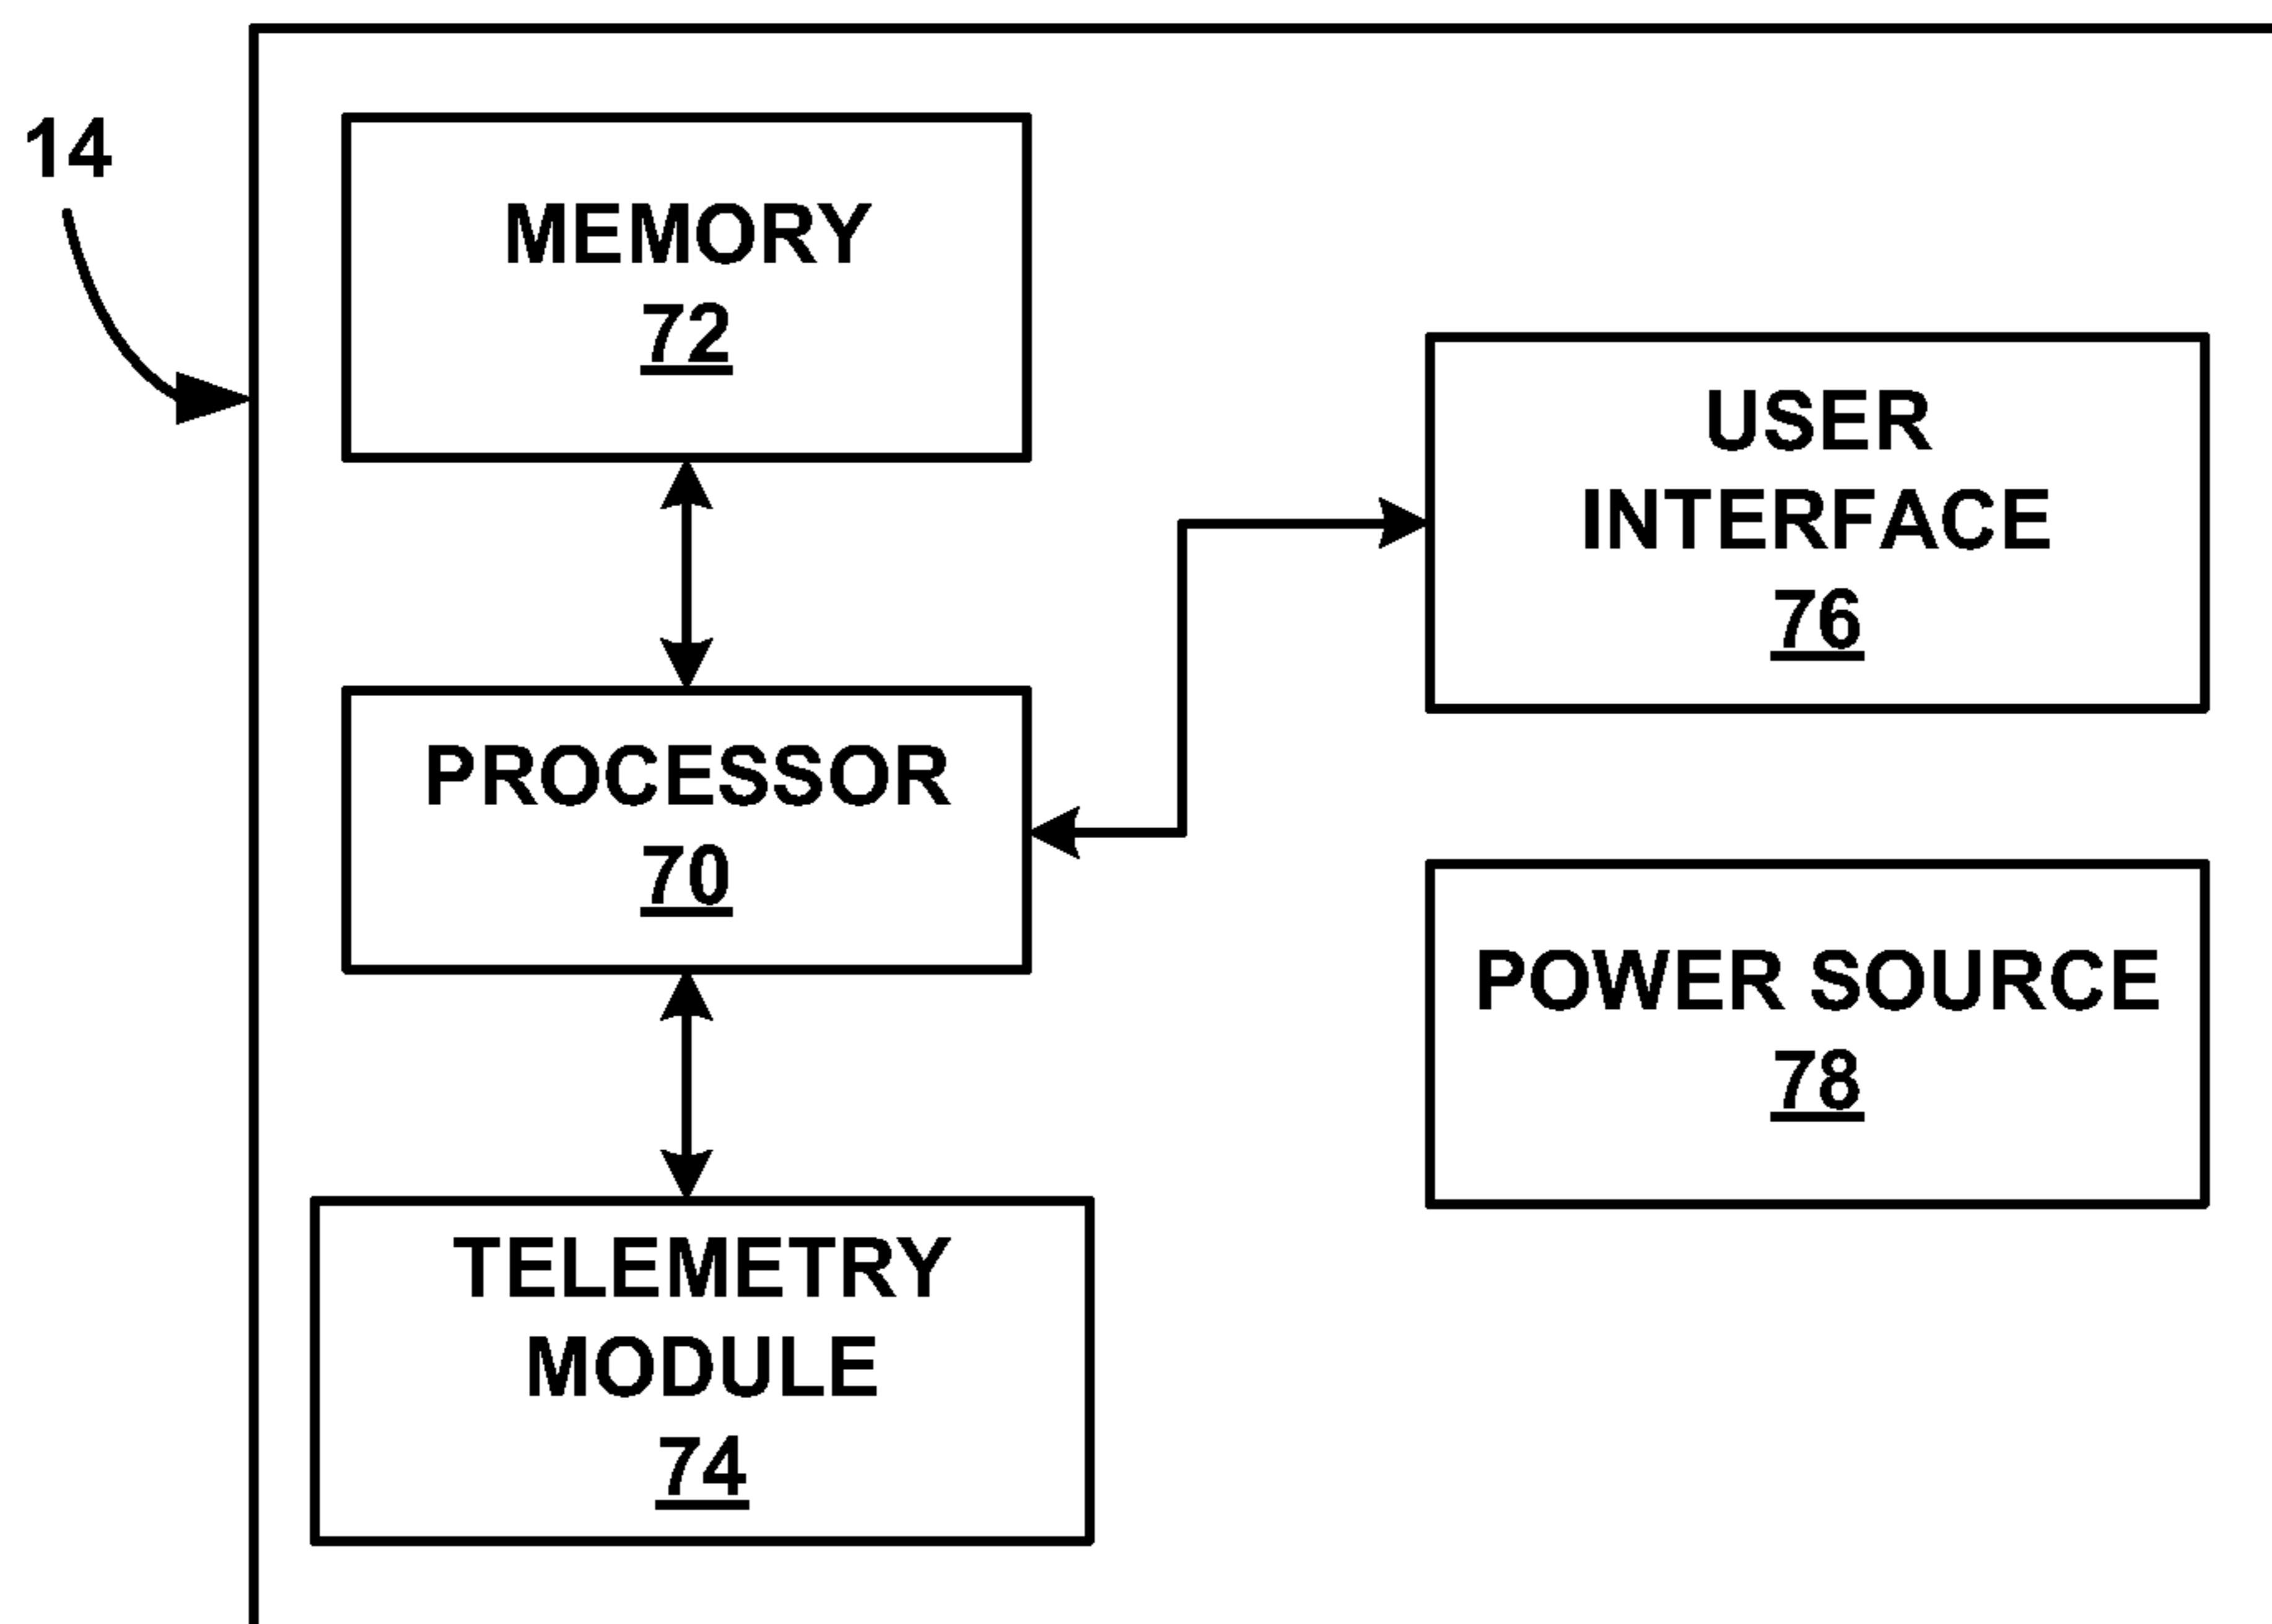 14
MEMORY
72
USER
INTERFACE
76
PROCESSOR
70
POWER SOURCE
78
TELEMETRY
MODULE
74